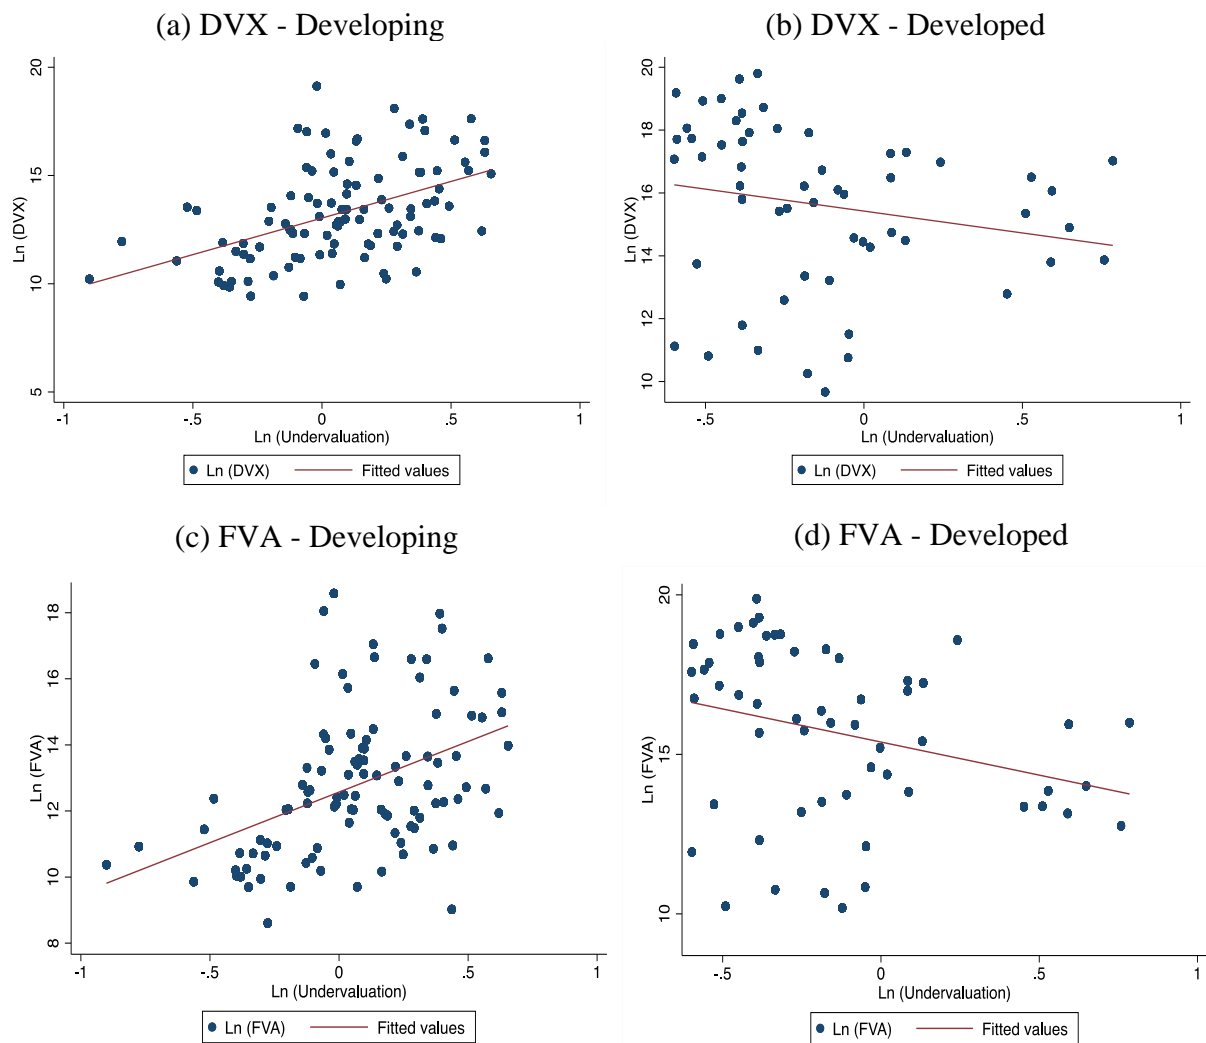 (a) DVX - Developing
(b) DVX - Developed
20
15
10
5
Ln (DVX)
-1
-.5
0
.5
1
Ln (Undervaluation)
Ln (DVX)
Fitted values
20
18
16
14
12
10
Ln (DVX)
-.5
0
.5
1
Ln (Undervaluation)
Ln (DVX)
Fitted values
(c) FVA - Developing
(d) FVA - Developed
18
16
14
12
10
8
Ln (FVA)
-1
-.5
0
.5
1
Ln (Undervaluation)
Ln (FVA)
Fitted values
20
15
10
Ln (FVA)
-.5
0
.5
1
Ln (Undervaluation)
Ln (FVA)
Fitted values